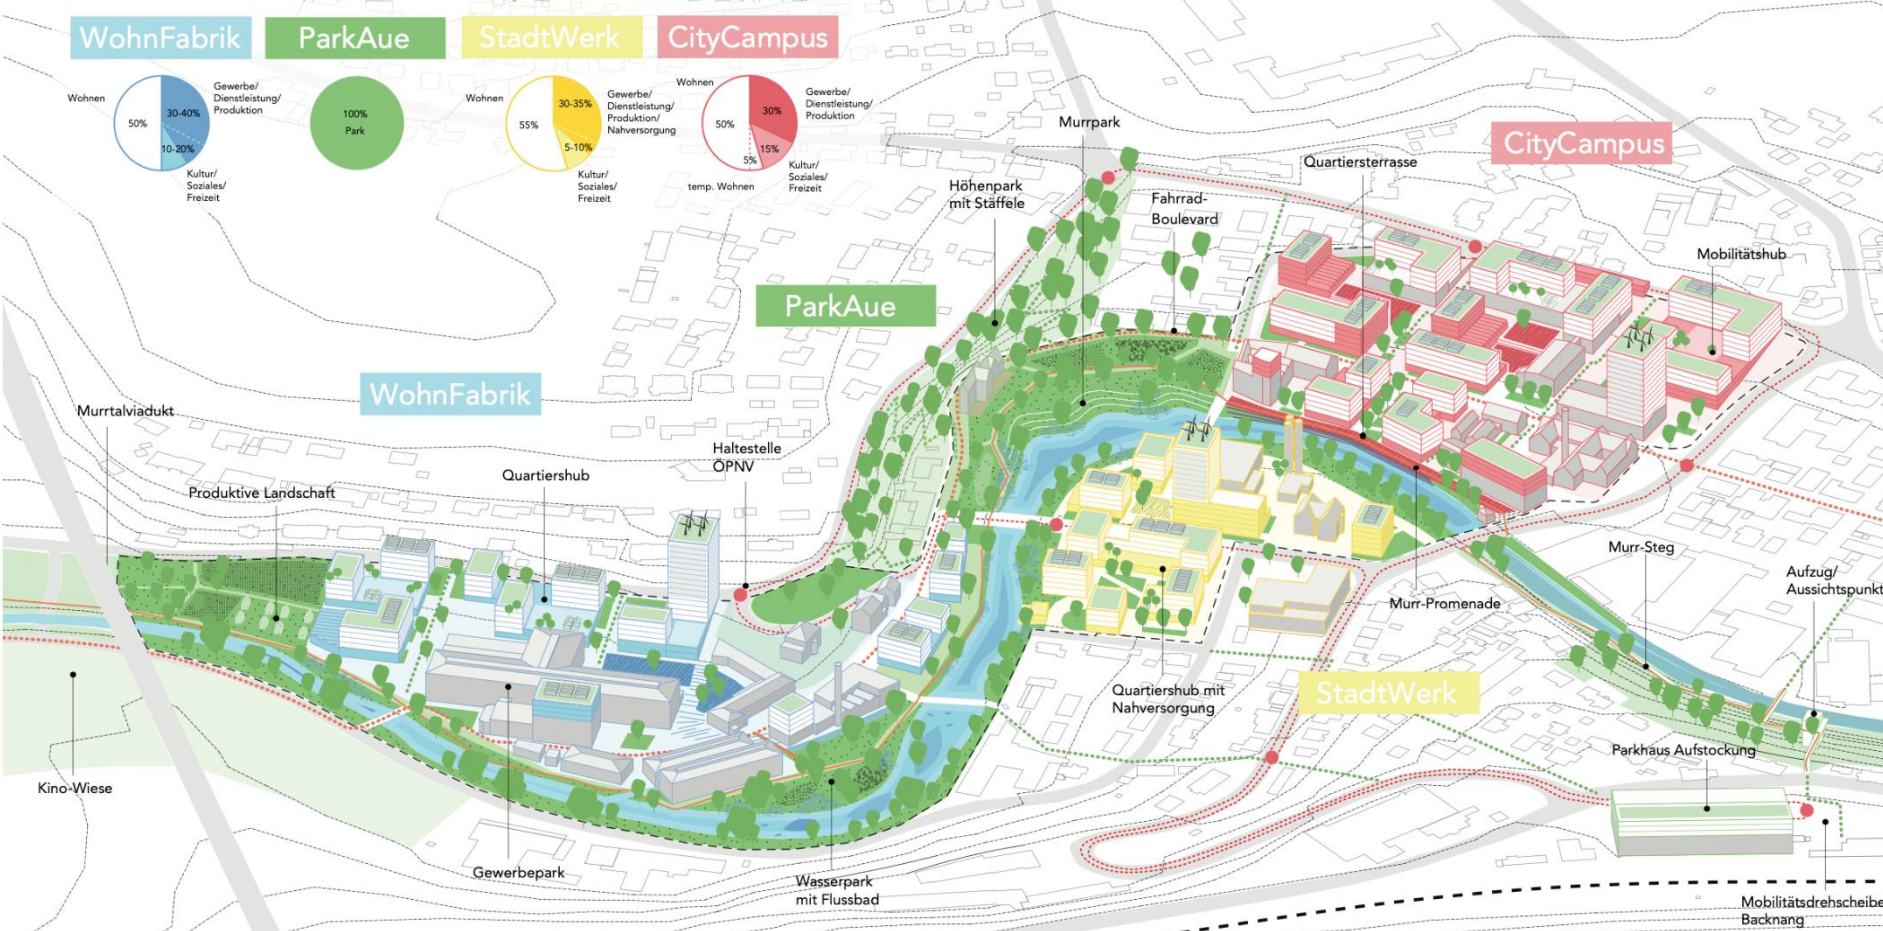 WohnFabrik
ParkAue
StadtWerk
CityCampus
Wohnen
50%
30-40%
10-20%
Gewerbe/
Dienstleistung/
Produktion
Kultur/
Soziales/
Freizeit
100%
Park
Wohnen
55%
30-35%
5-10%
Gewerbe/
Dienstleistung/
Produktion/
Nahversorgung
Kultur/
Soziales/
Freizeit
Wohnen
50%
30%
15%
5%
temp. Wohnen
Gewerbe/
Dienstleistung/
Produktion
Kultur/
Soziales/
Freizeit
Murrpark
Höhenpark
mit Stäffele
Fahrrad-
Boulevard
Quartiersterrasse
CityCampus
Mobilitätshub
ParkAue
WohnFabrik
Murrtalviadukt
Produktive Landschaft
Quartiershub
Haltestelle
ÖPNV
Murr-Steg
Aufzug/
Aussichtspunkt
Murr-Promenade
Quartiershub mit
Nahversorgung
StadtWerk
Parkhaus Aufstockung
Kino-Wiese
Gewerbepark
Wasserpark
mit Flussbad
Mobilitätsdrehscheibe
Backnang